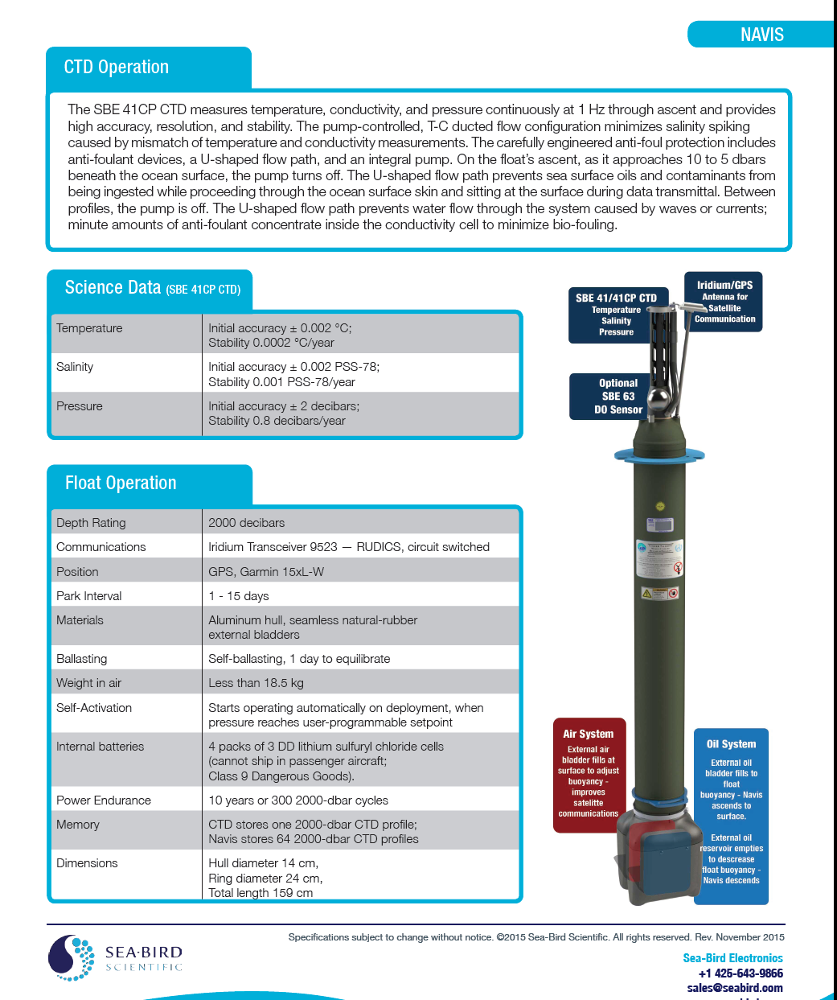 NAVIS
CTD Operation
The SBE 41CP CTD measures temperature, conductivity, and pressure continuously at 1 Hz through ascent and provides
high accuracy, resolution, and stability. The pump-controlled, T-C ducted flow configuration minimizes salinity spiking
caused by mismatch of temperature and conductivity measurements. The carefully engineered anti-foul protection includes
anti-foulant devices, a U-shaped flow path, and an integral pump. On the float's ascent, as it approaches 10 to 5 dbars
beneath the ocean surface, the pump turns off. The U-shaped flow path prevents sea surface oils and contaminants from
being ingested while proceeding through the ocean surface skin and sitting at the surface during data transmittal. Between
profiles, the pump is off. The U-shaped flow path prevents water flow through the system caused by waves or currents;
minute amounts of anti-foulant concentrate inside the conductivity cell to minimize bio-fouling.
Science Data (SBE 41CP CTD)
Temperature
Initial accuracy ± 0.002 °C;
Stability 0.0002 °C/year
Salinity
Initial accuracy ± 0.002 PSS-78;
Stability 0.001 PSS-78/year
Pressure
Initial accuracy ± 2 decibars;
Stability 0.8 decibars/year
Float Operation
Depth Rating
2000 decibars
Communications
Iridium Transceiver 9523 — RUDICS, circuit switched
Position
GPS, Garmin 15xL-W
Park Interval
1 - 15 days
Materials
Aluminum hull, seamless natural-rubber
external bladders
Ballasting
Self-ballasting, 1 day to equilibrate
Weight in air
Less than 18.5 kg
Self-Activation
Starts operating automatically on deployment, when
pressure reaches user-programmable setpoint
Internal batteries
4 packs of 3 DD lithium sulfuryl chloride cells
(cannot ship in passenger aircraft;
Class 9 Dangerous Goods).
Power Endurance
10 years or 300 2000-dbar cycles
Memory
CTD stores one 2000-dbar CTD profile;
Navis stores 64 2000-dbar CTD profiles
Dimensions
Hull diameter 14 cm,
Ring diameter 24 cm,
Total length 159 cm
SBE 41/41CP CTD
Temperature
Salinity
Pressure
Iridium/GPS
Antenna for
Satellite
Communication
Optional
SBE 63
DO Sensor
Air System
External air
bladder fills at
surface to adjust
buoyancy -
improves
satelitte
communications
Oil System
External oil
bladder fills to
float
buoyancy - Navis
ascends to
surface.
External oil
reservoir empties
to descrease
float buoyancy -
Navis descends
Specifications subject to change without notice. ©2015 Sea-Bird Scientific. All rights reserved. Rev. November 2015
SEA·BIRD
SCIENTIFIC
Sea-Bird Electronics
+1 425-643-9866
sales@seabird.com